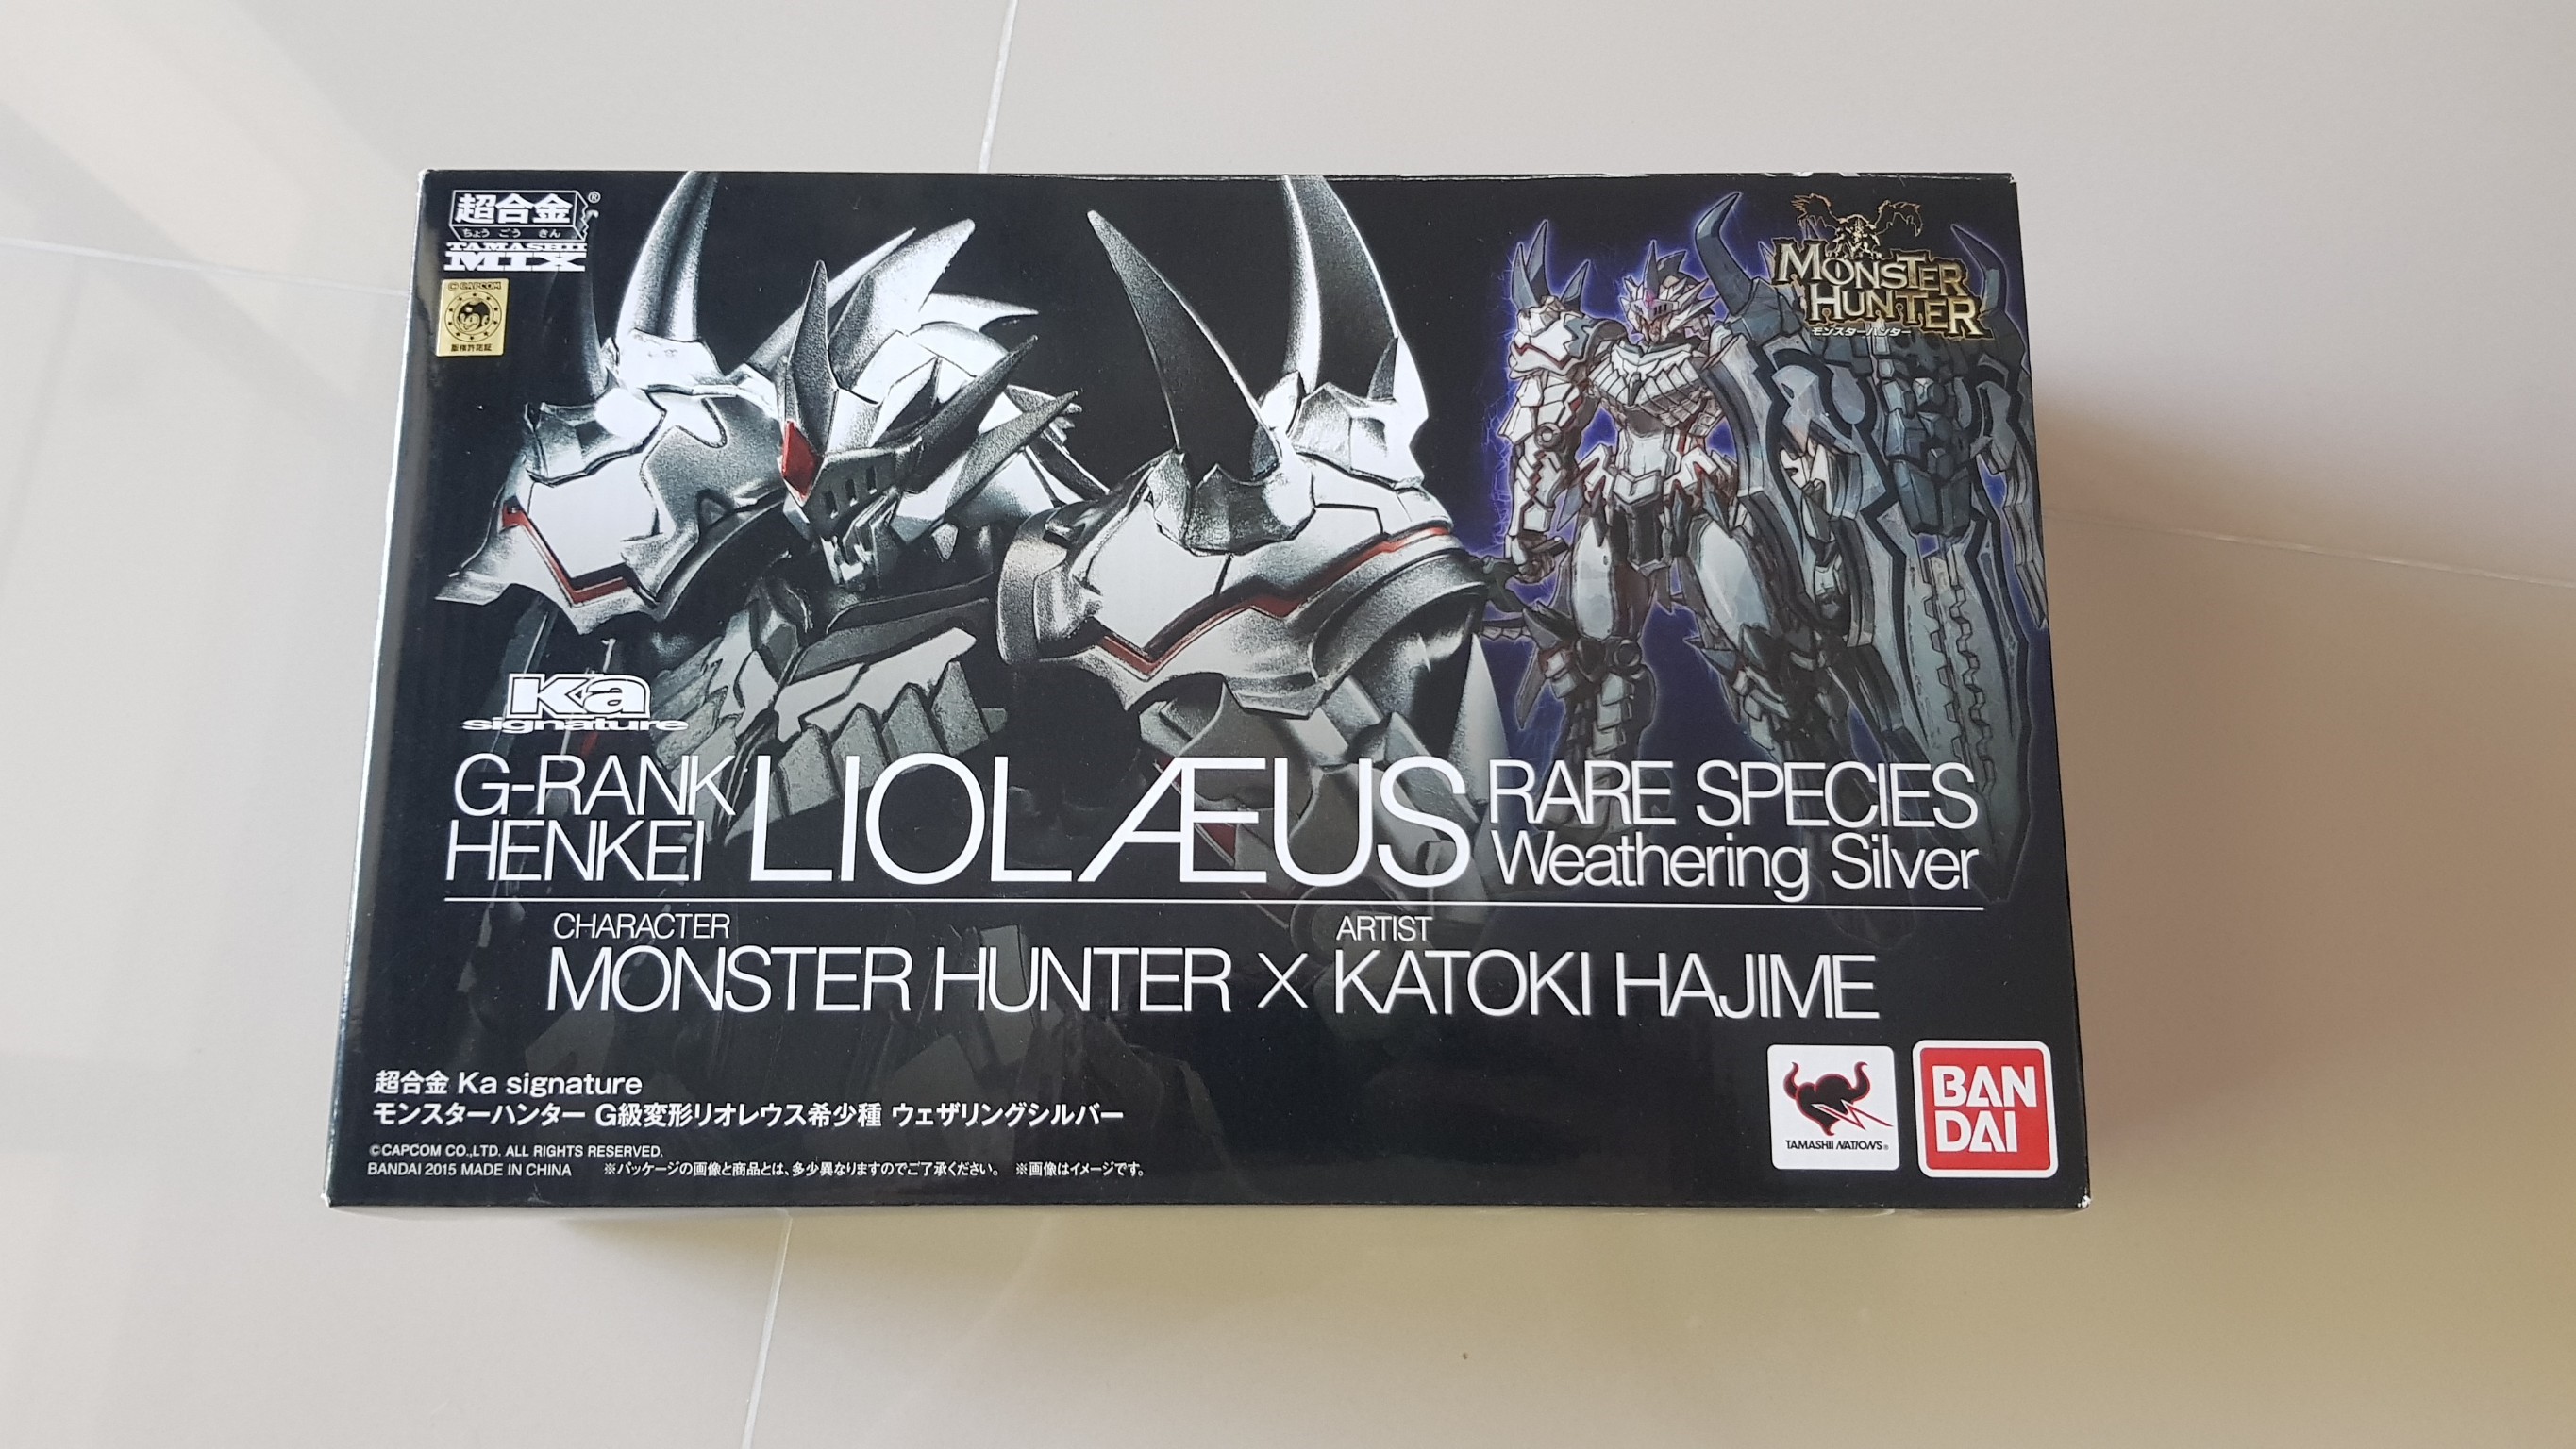 超合金®
ちょうごうきん
TAMASHII
MIX
©CAPCOM
MONSTER
HUNTER
モンスターハンター
Ka
signature
G-RANK
HENKEI
LIOLÆUS
RARE SPECIES
Weathering Silver
CHARACTER
MONSTER HUNTER × 
ARTIST
KATOKI HAJIME
超合金 Ka signature
モンスターハンター G級変形リオレウス希少種 ウェザリングシルバー
©CAPCOM CO.,LTD. ALL RIGHTS RESERVED.
BANDAI 2015 MADE IN CHINA ※パッケージの画像と商品とは、多少異なりますのでご了承ください。 ※画像はイメージです。
TAMASHII NATIONS®
BAN
DAI